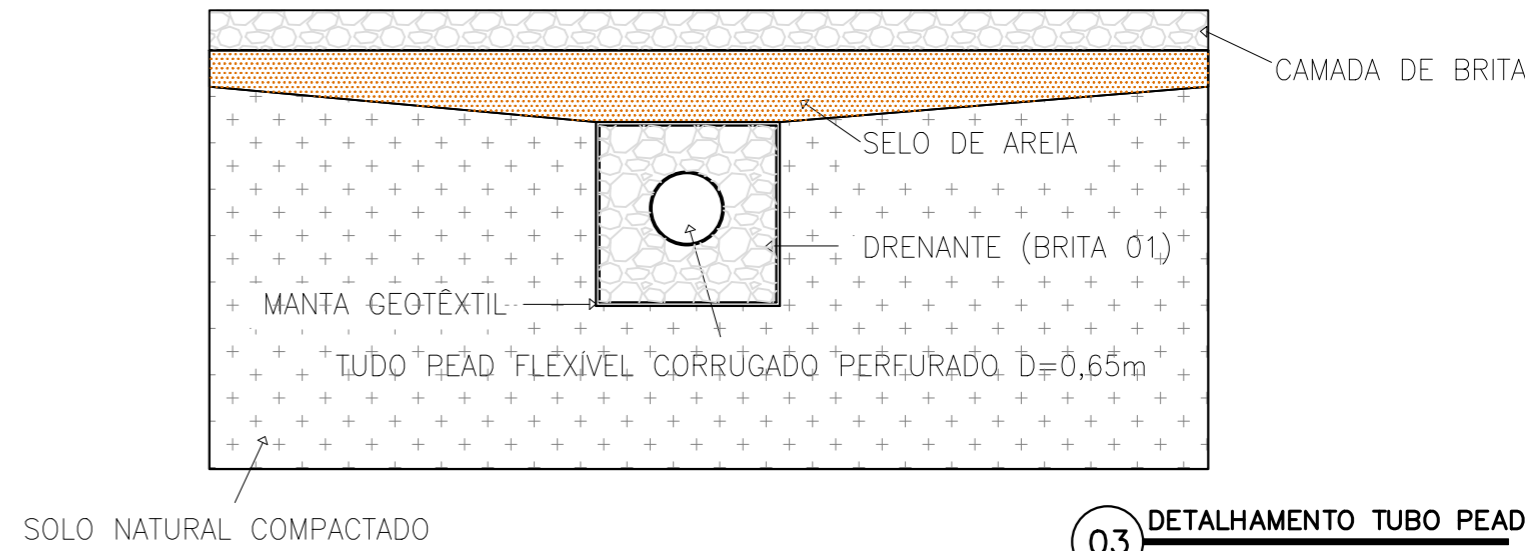 CAMADA DE BRITA
SELO DE AREIA
DRENANTE (BRITA 01)
MANTA GEOTÊXTIL
TUDO PEAD FLEXÍVEL CORRUGADO PERFURADO D=0,65m
SOLO NATURAL COMPACTADO
03 DETALHAMENTO TUBO PEAD